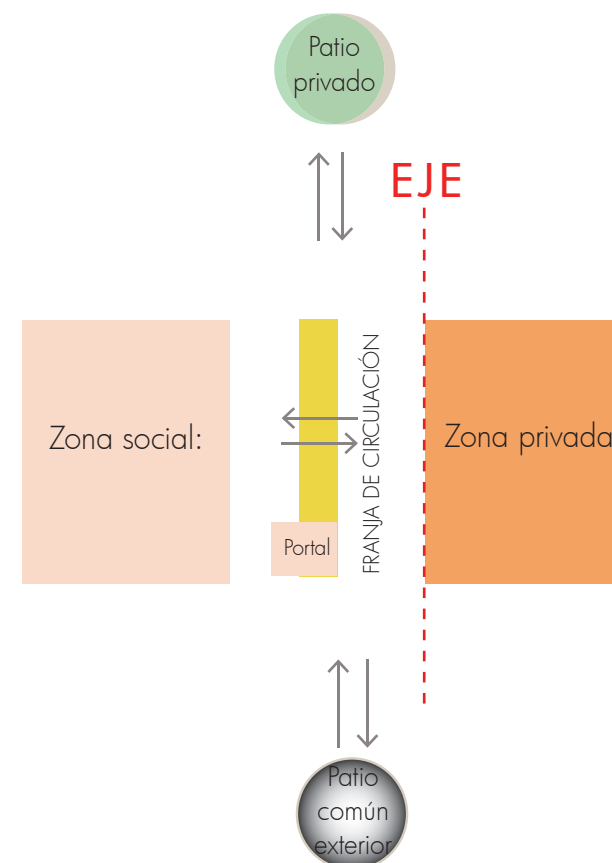 Patio
privado
EJE
FRANJA DE CIRCULACIÓN
Zona social:
Zona privada
Portal
Patio
común
exterior